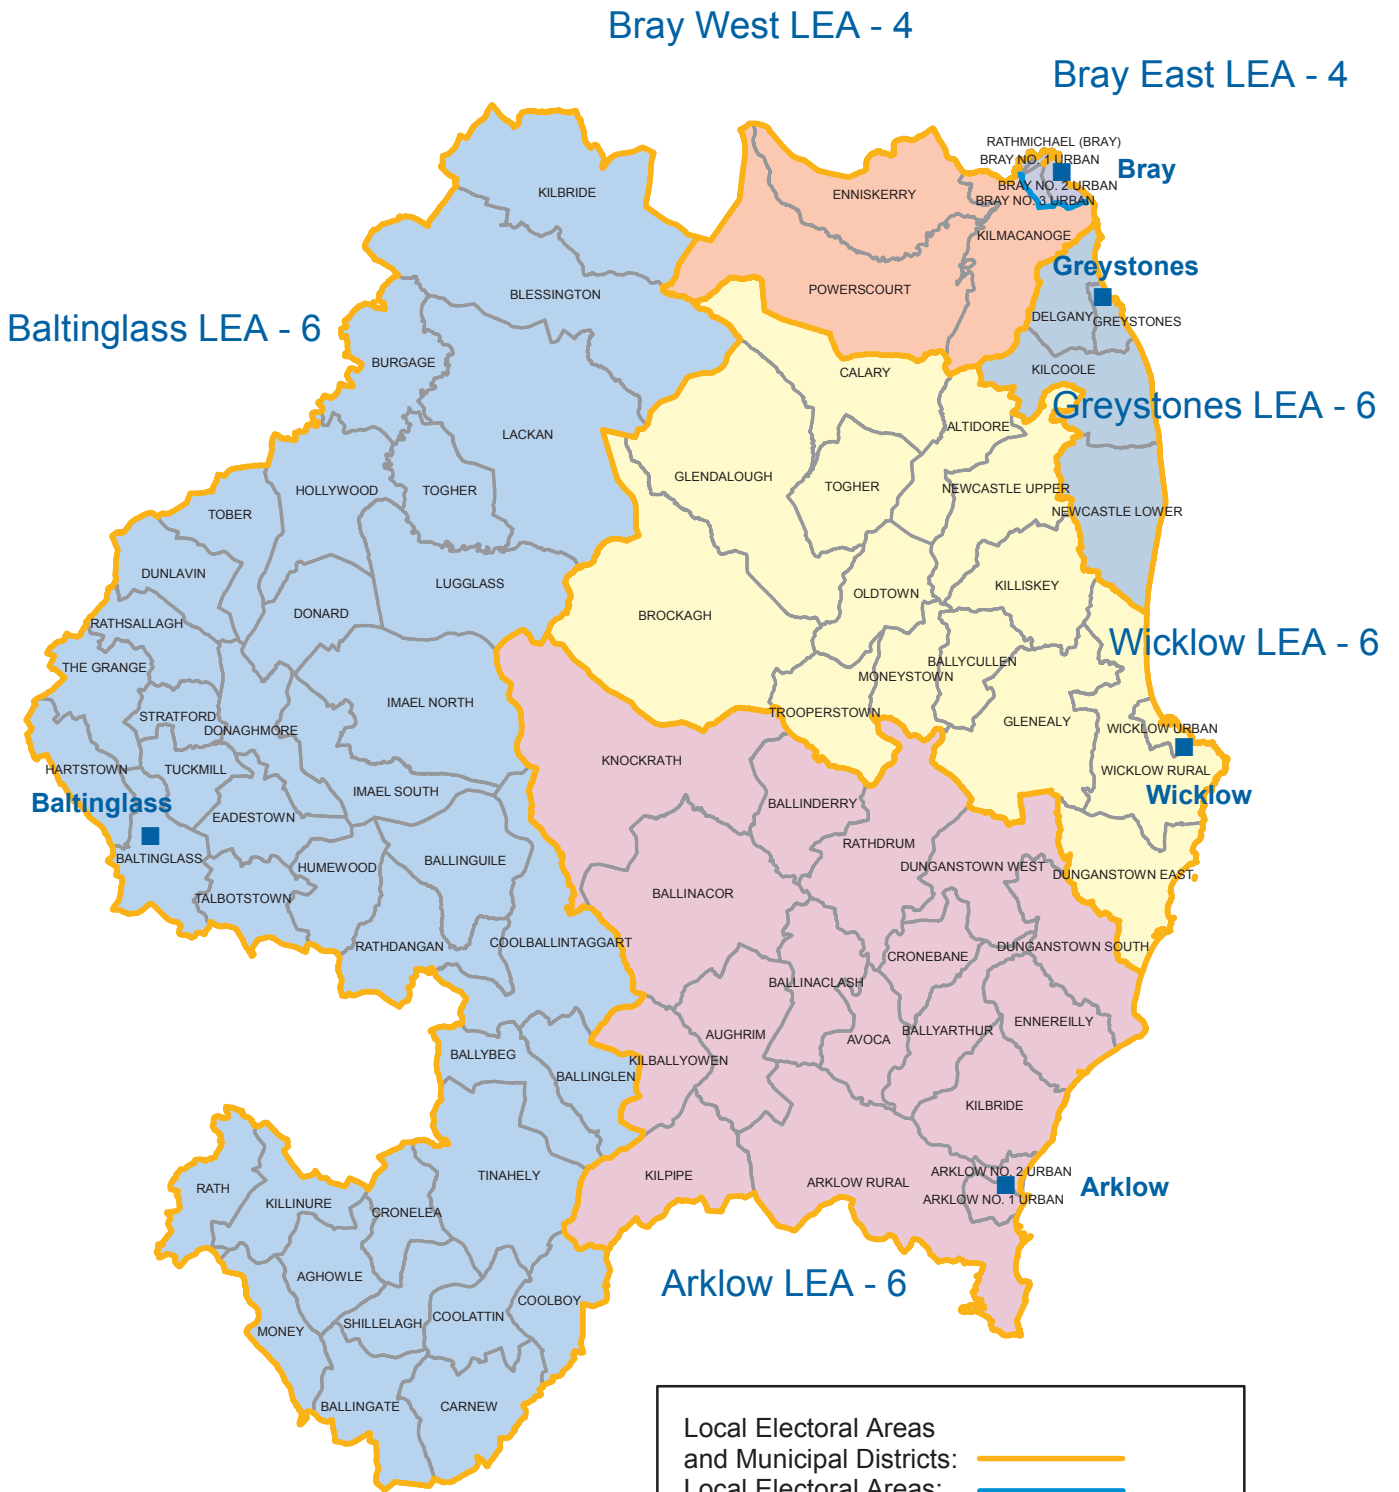 Bray West LEA - 4
Bray East LEA - 4
RATHMICHAEL (BRAY)
BRAY NO. 1 URBAN
Bray
BRAY NO. 2 URBAN
BRAY NO. 3 URBAN
KILBRIDE
ENNISKERRY
KILMACANOGE
Greystones
POWERSCOURT
BLESSINGTON
DELGANY
GREYSTONES
Baltinglass LEA - 6
BURGAGE
CALARY
KILCOOLE
Greystones LEA - 6
LACKAN
ALTIDORE
GLENDALOUGH
TOGHER
HOLLYWOOD
TOGHER
NEWCASTLE UPPER
TOBER
NEWCASTLE LOWER
DUNLAVIN
LUGGLASS
KILLISKEY
OLDTOWN
DONARD
BROCKAGH
RATHSALLAGH
Wicklow LEA - 6
THE GRANGE
BALLYCULLEN
MONEYSTOWN
IMAEL NORTH
STRATFORD
TROOPERSTOWN
GLENEALY
DONAGHMORE
WICKLOW URBAN
KNOCKRATH
HARTSTOWN
TUCKMILL
WICKLOW RURAL
IMAEL SOUTH
Baltinglass
BALLINDERRY
Wicklow
EADESTOWN
RATHDRUM
BALTINGLASS
HUMEWOOD
BALLINGUILE
DUNGANSTOWN WEST
DUNGANSTOWN EAST
BALLINACOR
TALBOTSTOWN
RATHDANGAN
COOLBALLINTAGGART
DUNGANSTOWN SOUTH
CRONEBANE
BALLINACLASH
ENNEREILLY
BALLYARTHUR
AUGHRIM
AVOCA
BALLYBEG
KILBALLYOWEN
BALLINGLEN
KILBRIDE
TINAHELY
KILPIPE
ARKLOW NO. 2 URBAN
ARKLOW RURAL
Arklow
RATH
ARKLOW NO. 1 URBAN
KILLINURE
CRONELEA
AGHOWLE
Arklow LEA - 6
COOLBOY
COOLATTIN
SHILLELAGH
MONEY
BALLINGATE
CARNEW
Local Electoral Areas
and Municipal Districts:
Local Electoral Areas: